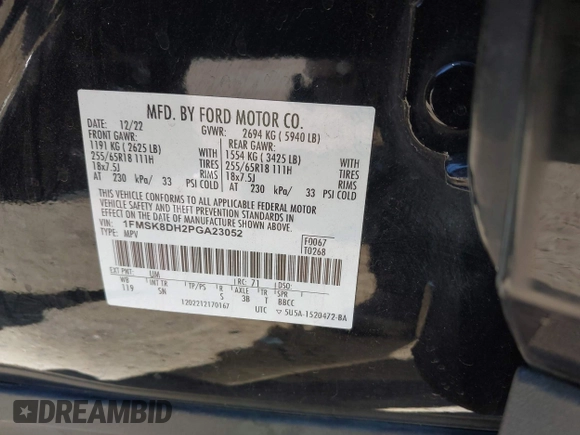 MFD. BY FORD MOTOR CO.
12/22 GVWR: 2694 KG ( 5940 LB)
FRONT GAWR: REAR GAWR:
1191 KG ( 2625 LB) WITH 1554 KG ( 3425 LB) WITH
255/65R18 111H TIRES 255/65R18 111H TIRES
18x7.5J RIMS 18x7.5J RIMS
AT 230 kPa/ 33 PSI COLD AT 230 kPa/ 33 PSI COLD
THIS VEHICLE CONFORMS TO ALL APPLICABLE FEDERAL MOTOR
VEHICLE SAFETY AND THEFT PREVENTION STANDARDS IN EFFECT
ON THE DATE OF MANUFACTURE SHOWN ABOVE.
VIN: 1FMSK8DH2PGA23052 F0067
TYPE: MPV T0268
EXT PNT: UM RC: 71 DSO:
WB INT TR TP/PS R AXLE TR SPR
119 SN S 3B T BBCC
1202212170167 UTC 5U5A-1520472-BA
DREAMBID